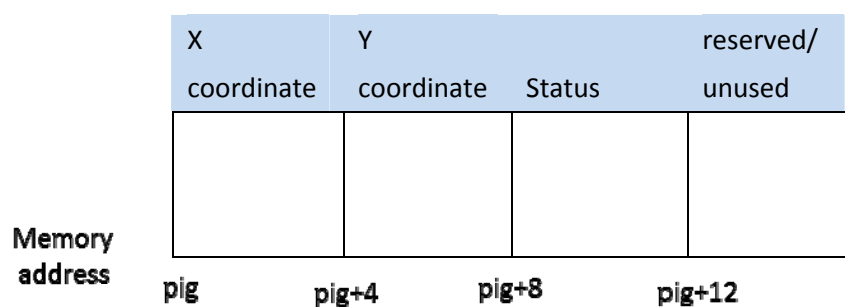 X Y reserved/
coordinate coordinate Status unused
Memory
address
pig pig+4 pig+8 pig+12